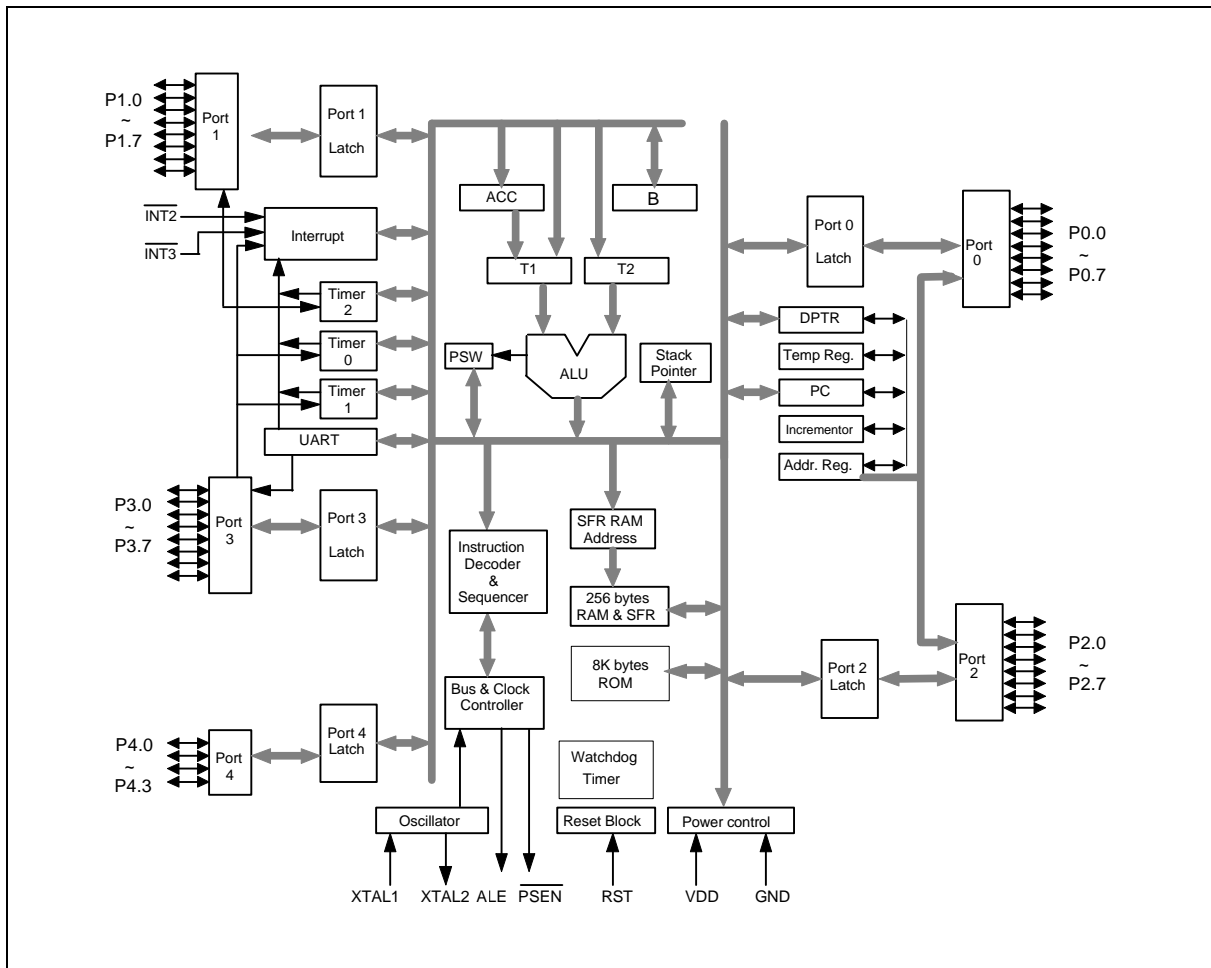 P1.0
~
P1.7
Port
1
Port 1
Latch
INT2
INT3
Interrupt
Timer
2
Timer
0
Timer
1
UART
P3.0
~
P3.7
Port
3
Port 3
Latch
P4.0
~
P4.3
Port
4
Port 4
Latch
ACC
B
T1
T2
PSW
ALU
Stack
Pointer
Instruction
Decoder
&
Sequencer
SFR RAM
Address
256 bytes
RAM & SFR
8K bytes
ROM
Bus & Clock
Controller
Watchdog
Timer
Oscillator
Reset Block
Power control
XTAL1
XTAL2
ALE
PSEN
RST
VDD
GND
Port 0
Latch
Port
0
P0.0
~
P0.7
DPTR
Temp Reg.
PC
Incrementor
Addr. Reg.
Port 2
Latch
Port
2
P2.0
~
P2.7